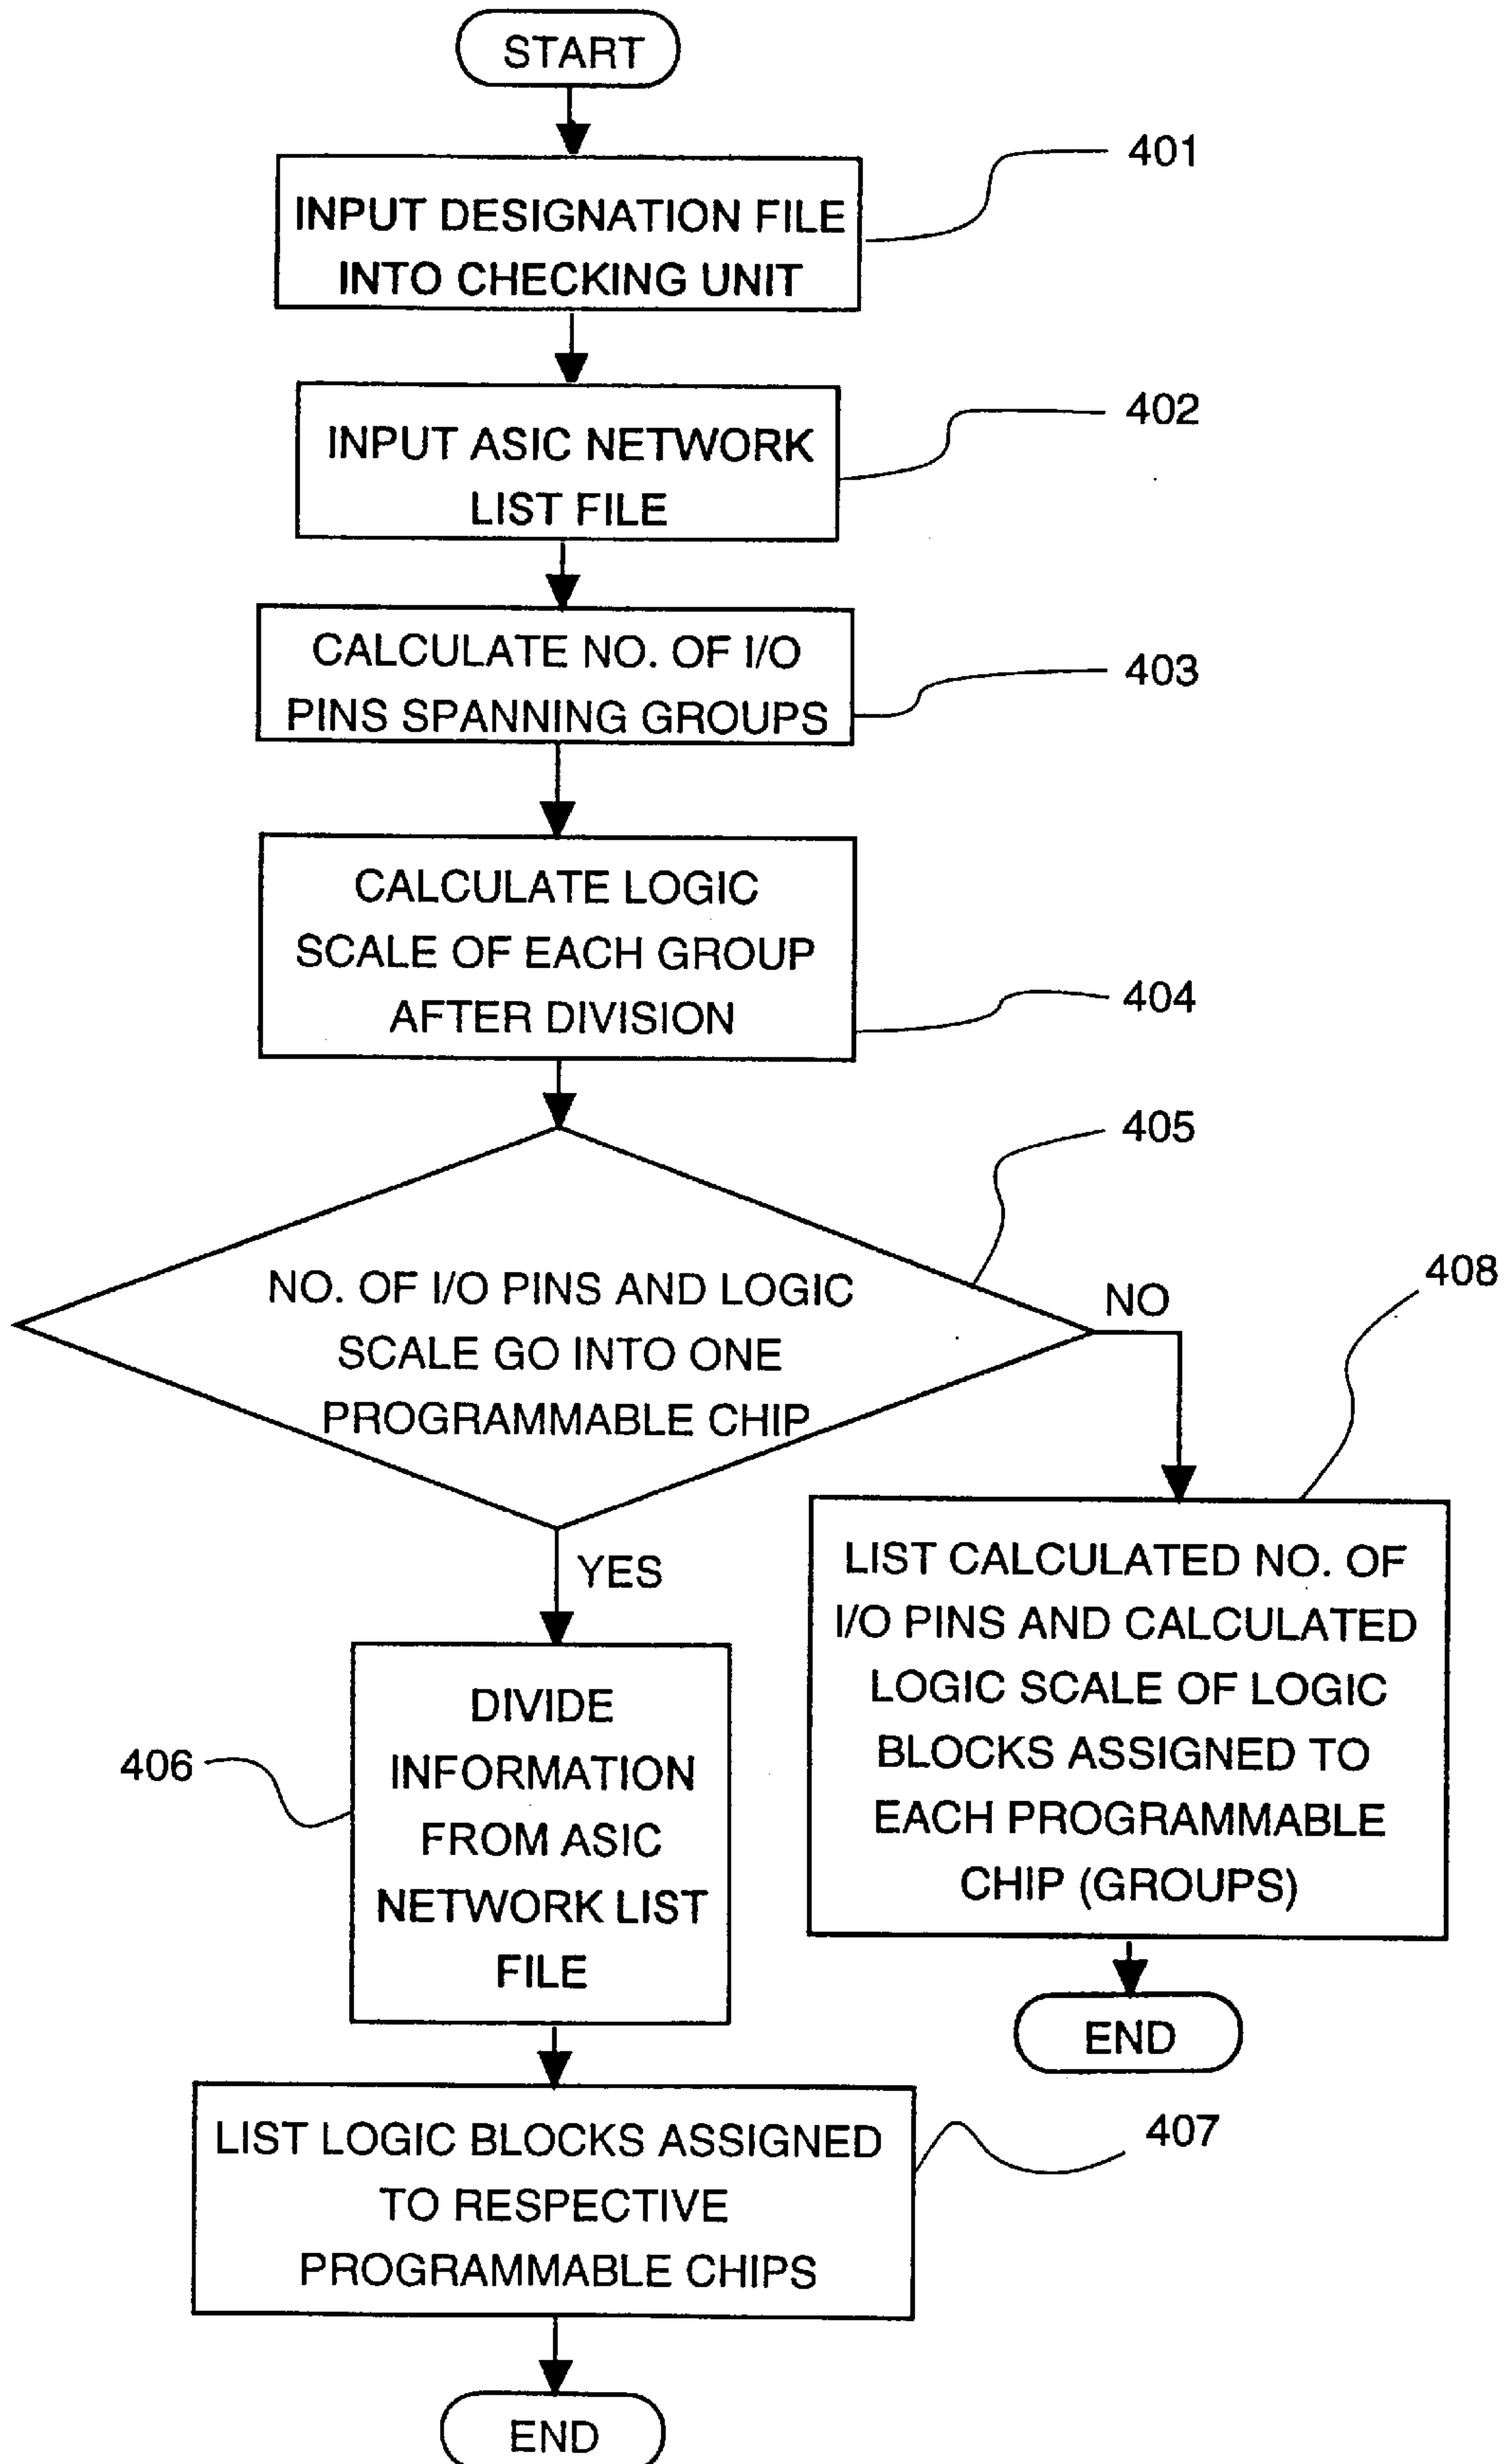 START
401
INPUT DESIGNATION FILE
INTO CHECKING UNIT
402
INPUT ASIC NETWORK
LIST FILE
CALCULATE NO. OF I/O
PINS SPANNING GROUPS
403
CALCULATE LOGIC
SCALE OF EACH GROUP
AFTER DIVISION
404
405
NO. OF I/O PINS AND LOGIC
SCALE GO INTO ONE
PROGRAMMABLE CHIP
NO
408
YES
LIST CALCULATED NO. OF
I/O PINS AND CALCULATED
LOGIC SCALE OF LOGIC
BLOCKS ASSIGNED TO
EACH PROGRAMMABLE
CHIP (GROUPS)
END
406
DIVIDE
INFORMATION
FROM ASIC
NETWORK LIST
FILE
407
LIST LOGIC BLOCKS ASSIGNED
TO RESPECTIVE
PROGRAMMABLE CHIPS
END